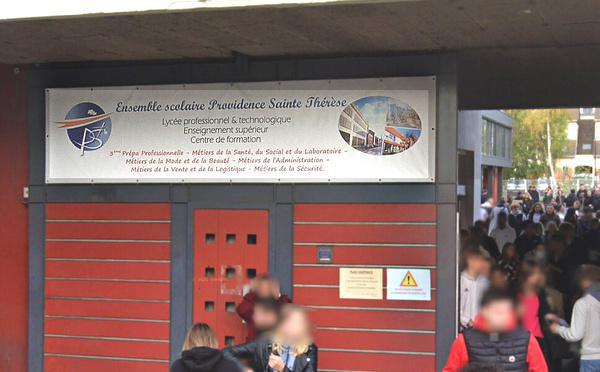 Ensemble scolaire Providence Sainte Thérèse
Lycée professionnel & technologique
Enseignement supérieur
Centre de formation
3ème Prépa Professionnelle - Métiers de la Santé, du Social et du Laboratoire -
Métiers de la Mode et de la Beauté - Métiers de l'Administration -
Métiers de la Vente et de la Logistique - Métiers de la Sécurité.